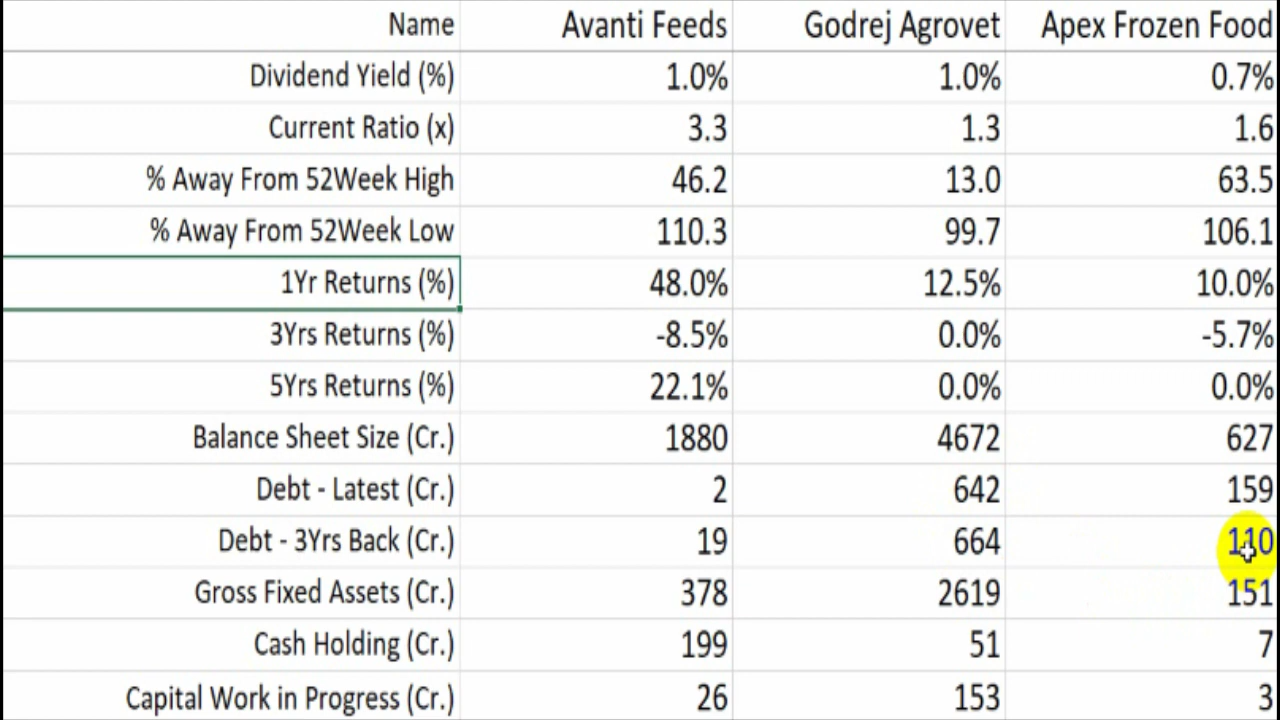 Name Avanti Feeds Godrej Agrovet Apex Frozen Food
Dividend Yield (%) 1.0% 1.0% 0.7%
Current Ratio (x) 3.3 1.3 1.6
% Away From 52Week High 46.2 13.0 63.5
% Away From 52Week Low 110.3 99.7 106.1
1Yr Returns (%) 48.0% 12.5% 10.0%
3Yrs Returns (%) -8.5% 0.0% -5.7%
5Yrs Returns (%) 22.1% 0.0% 0.0%
Balance Sheet Size (Cr.) 1880 4672 627
Debt - Latest (Cr.) 2 642 159
Debt - 3Yrs Back (Cr.) 19 664 110
Gross Fixed Assets (Cr.) 378 2619 151
Cash Holding (Cr.) 199 51 7
Capital Work in Progress (Cr.) 26 153 3